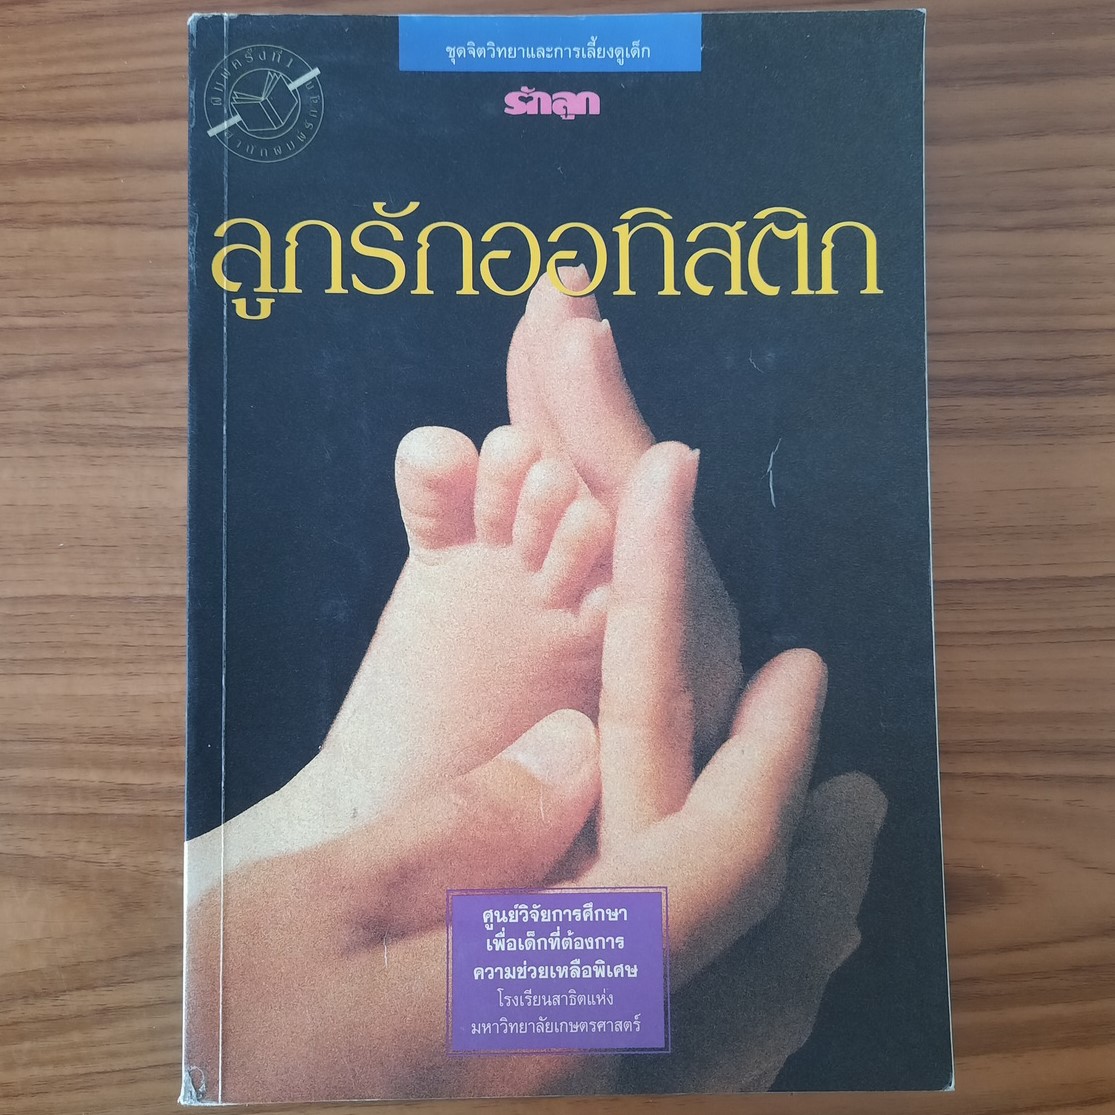 ชุดจิตวิทยาและการเลี้ยงดูเด็ก
รักลูก
ลูกรักออทิสติก
ศูนย์วิจัยการศึกษา
เพื่อเด็กที่ต้องการ
ความช่วยเหลือพิเศษ
โรงเรียนสาธิตแห่ง
มหาวิทยาลัยเกษตรศาสตร์